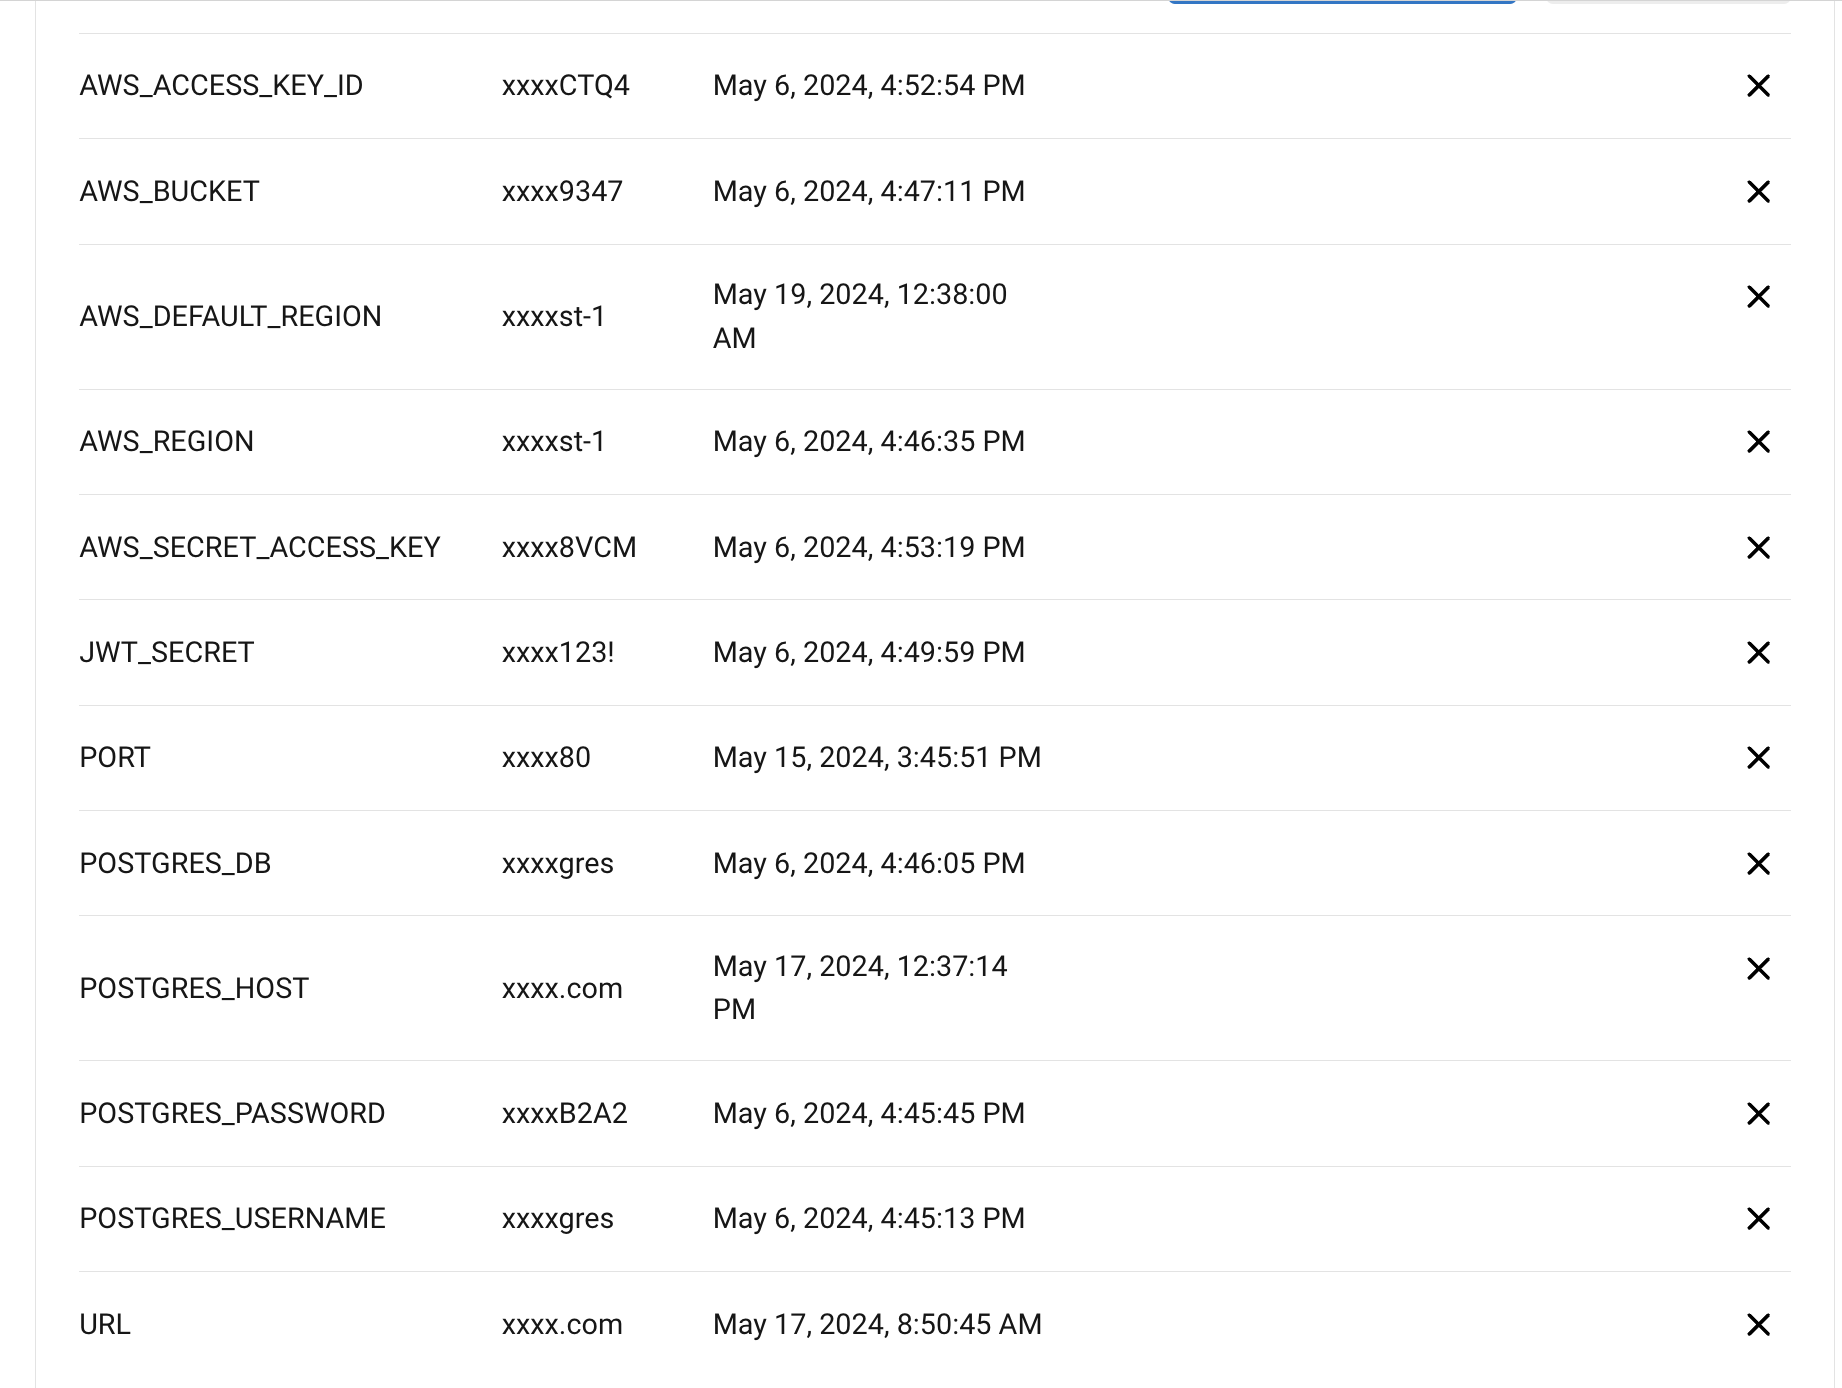 AWS_ACCESS_KEY_ID xxxxCTQ4 May 6, 2024, 4:52:54 PM
AWS_BUCKET xxxx9347 May 6, 2024, 4:47:11 PM
AWS_DEFAULT_REGION xxxxst-1 May 19, 2024, 12:38:00
AM
AWS_REGION xxxxst-1 May 6, 2024, 4:46:35 PM
AWS_SECRET_ACCESS_KEY xxxx8VCM May 6, 2024, 4:53:19 PM
JWT_SECRET xxxx123! May 6, 2024, 4:49:59 PM
PORT xxxx80 May 15, 2024, 3:45:51 PM
POSTGRES_DB xxxxgres May 6, 2024, 4:46:05 PM
POSTGRES_HOST xxxx.com May 17, 2024, 12:37:14
PM
POSTGRES_PASSWORD xxxxB2A2 May 6, 2024, 4:45:45 PM
POSTGRES_USERNAME xxxxgres May 6, 2024, 4:45:13 PM
URL xxxx.com May 17, 2024, 8:50:45 AM